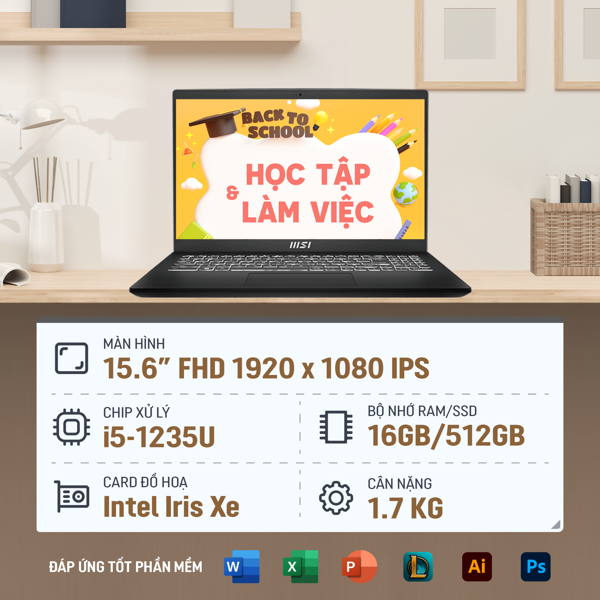 BACK TO
SCHOOL
HỌC TẬP
& LÀM VIỆC
msi
MÀN HÌNH
15.6” FHD 1920 x 1080 IPS
CHIP XỬ LÝ
i5-1235U
BỘ NHỚ RAM/SSD
16GB/512GB
CARD ĐỒ HOẠ
Intel Iris Xe
CÂN NẶNG
1.7 KG
ĐÁP ỨNG TỐT PHẦN MỀM
W X P L Ai Ps